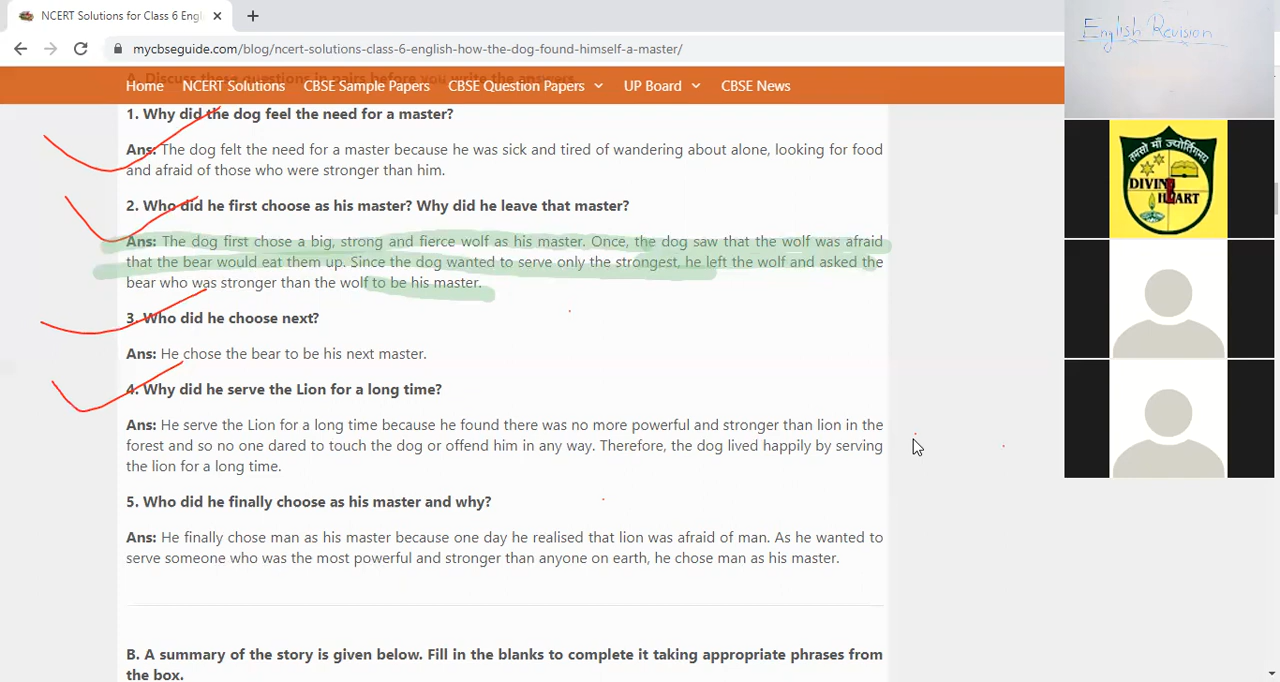 NCERT Solutions for Class 6 Engl
mycbseguide.com/blog/ncert-solutions-class-6-english-how-the-dog-found-himself-a-master/
A. Discuss these questions in pairs before you write the answers.
Home NCERT Solutions CBSE Sample Papers CBSE Question Papers UP Board CBSE News
1. Why did the dog feel the need for a master?
Ans: The dog felt the need for a master because he was sick and tired of wandering about alone, looking for food
and afraid of those who were stronger than him.
2. Who did he first choose as his master? Why did he leave that master?
Ans: The dog first chose a big, strong and fierce wolf as his master. Once, the dog saw that the wolf was afraid
that the bear would eat them up. Since the dog wanted to serve only the strongest, he left the wolf and asked the
bear who was stronger than the wolf to be his master.
3. Who did he choose next?
Ans: He chose the bear to be his next master.
4. Why did he serve the Lion for a long time?
Ans: He serve the Lion for a long time because he found there was no more powerful and stronger than lion in the
forest and so no one dared to touch the dog or offend him in any way. Therefore, the dog lived happily by serving
the lion for a long time.
5. Who did he finally choose as his master and why?
Ans: He finally chose man as his master because one day he realised that lion was afraid of man. As he wanted to
serve someone who was the most powerful and stronger than anyone on earth, he chose man as his master.
B. A summary of the story is given below. Fill in the blanks to complete it taking appropriate phrases from
the box.
English Revision
तमसो माँ ज्योतिर्गमय
DIVINE
HEART